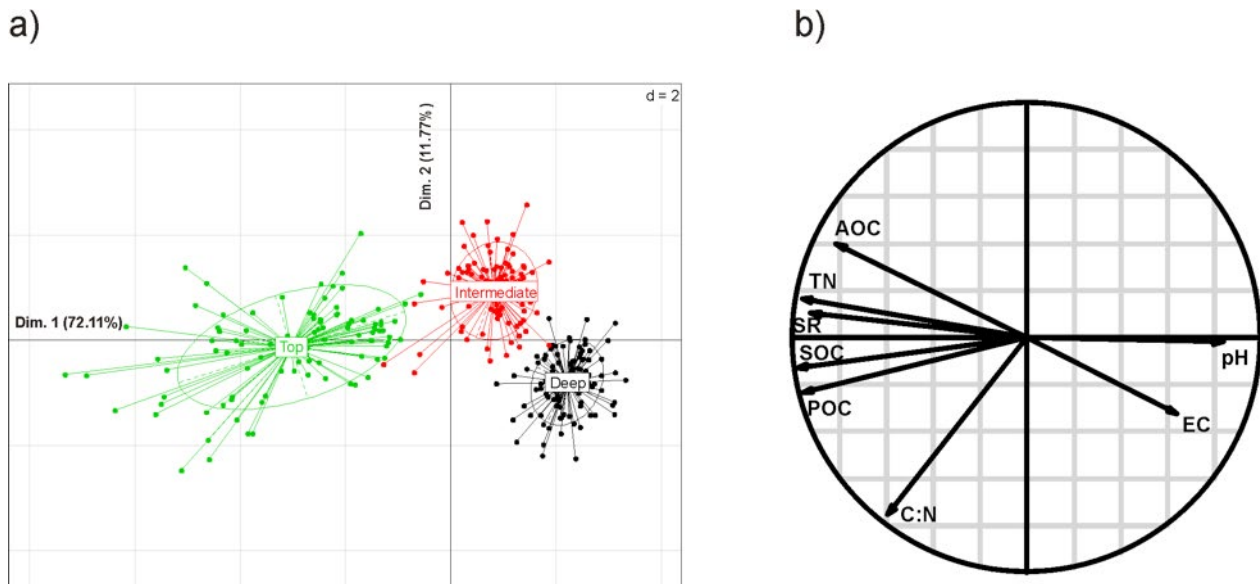 a)
b)
d = 2
Dim. 2 (11.77%)
Dim. 1 (72.11%)
Top
Intermediate
Deep
AOC
TN
SR
SOC
POC
C:N
pH
EC